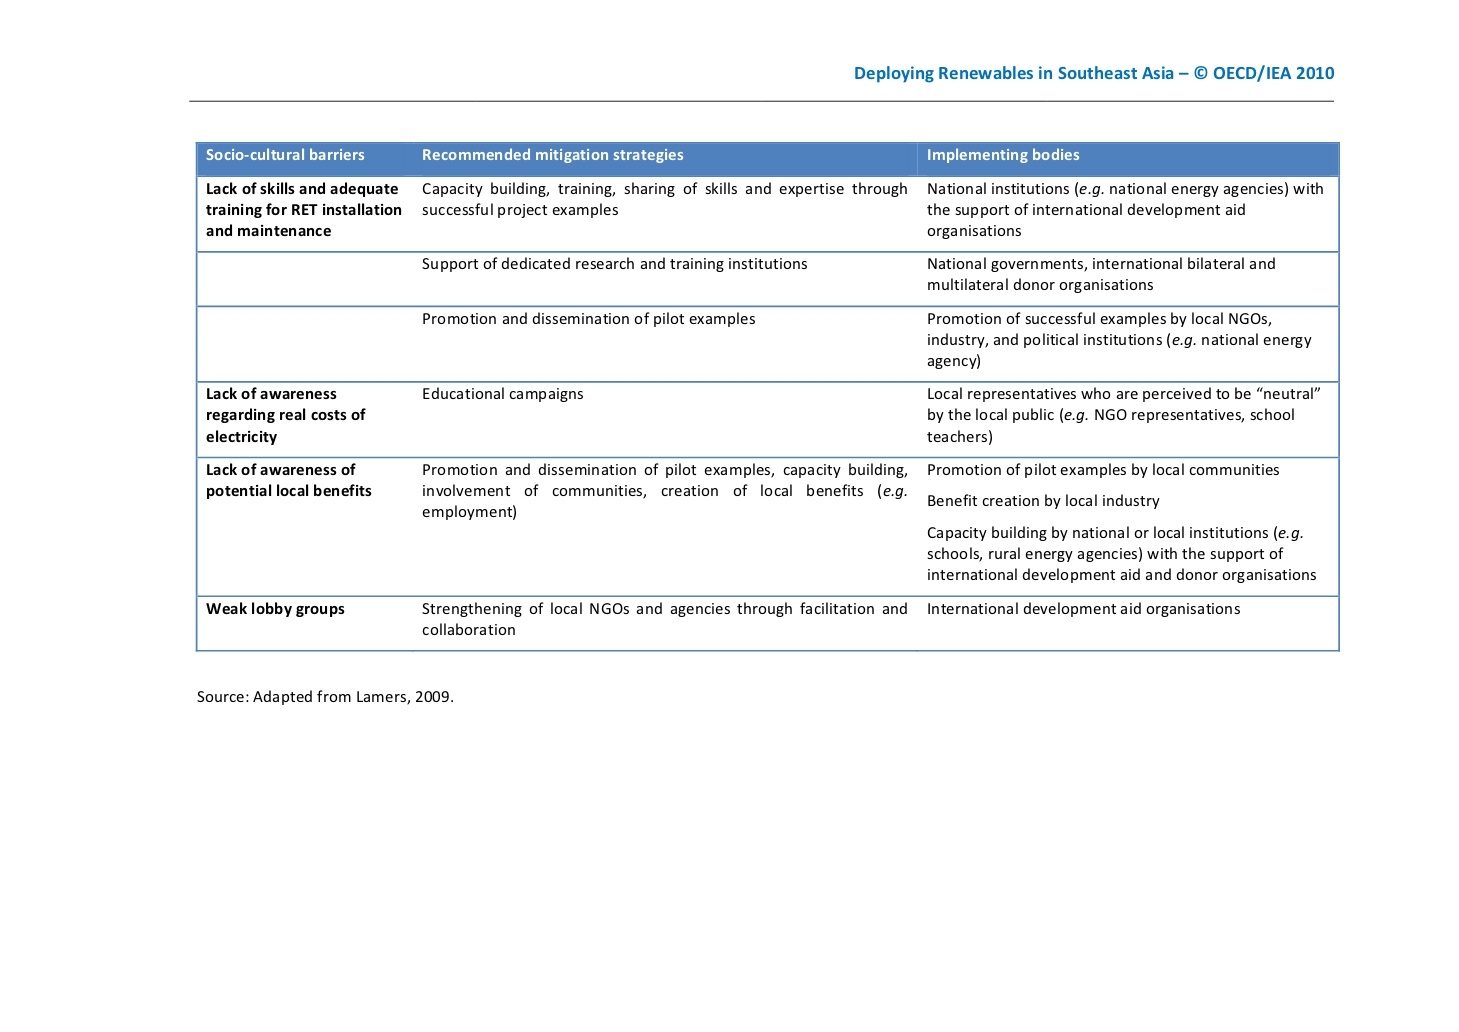 Deploying Renewables in Southeast Asia – © OECD/IEA 2010
Socio-cultural barriers
Recommended mitigation strategies
Implementing bodies
Lack of skills and adequate
training for RET installation
and maintenance
Capacity building, training, sharing of skills and expertise through
successful project examples
National institutions (e.g. national energy agencies) with
the support of international development aid
organisations
Support of dedicated research and training institutions
National governments, international bilateral and
multilateral donor organisations
Promotion and dissemination of pilot examples
Promotion of successful examples by local NGOs,
industry, and political institutions (e.g. national energy
agency)
Lack of awareness
regarding real costs of
electricity
Educational campaigns
Local representatives who are perceived to be “neutral”
by the local public (e.g. NGO representatives, school
teachers)
Lack of awareness of
potential local benefits
Promotion and dissemination of pilot examples, capacity building,
involvement of communities, creation of local benefits (e.g.
employment)
Promotion of pilot examples by local communities
Benefit creation by local industry
Capacity building by national or local institutions (e.g.
schools, rural energy agencies) with the support of
international development aid and donor organisations
Weak lobby groups
Strengthening of local NGOs and agencies through facilitation and
collaboration
International development aid organisations
Source: Adapted from Lamers, 2009.